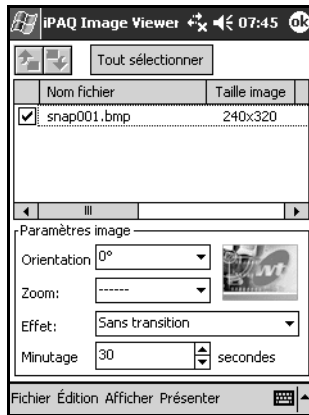 iPAQ Image Viewer 07:45 ok
Tout sélectionner
Nom fichier Taille image
snap001.bmp 240x320
Paramètres image
Orientation 0°
Zoom: ------
Effet: Sans transition
Minutage 30 secondes
Fichier Édition Afficher Présenter